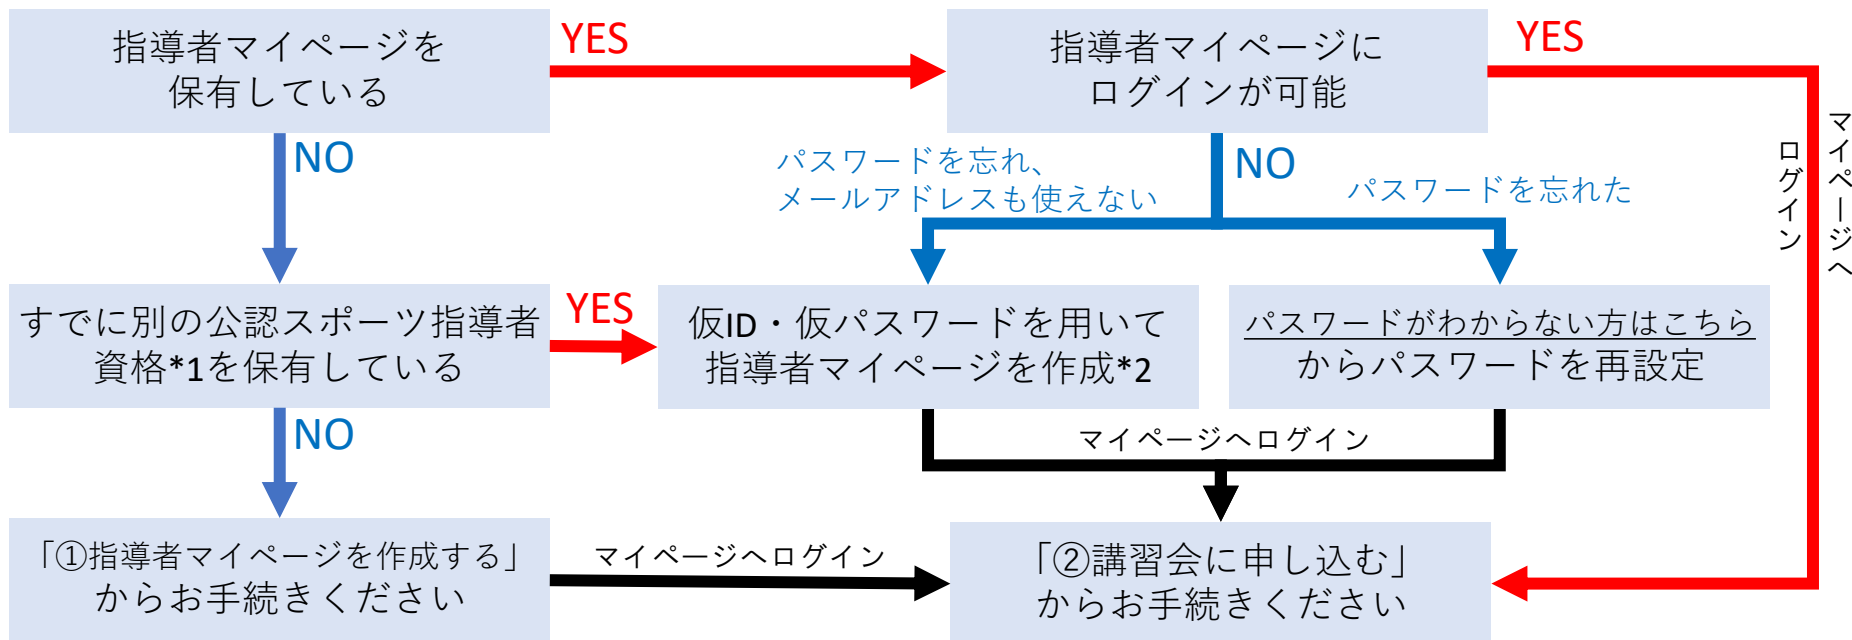 指導者マイページを
保有している
YES
指導者マイページに
ログインが可能
YES
マイページへ
ログイン
NO
パスワードを忘れ、
メールアドレスも使えない
NO
パスワードを忘れた
すでに別の公認スポーツ指導者
資格*1を保有している
YES
仮ID・仮パスワードを用いて
指導者マイページを作成*2
パスワードがわからない方はこちら
からパスワードを再設定
NO
マイページへログイン
「①指導者マイページを作成する」
からお手続きください
マイページへログイン
「②講習会に申し込む」
からお手続きください